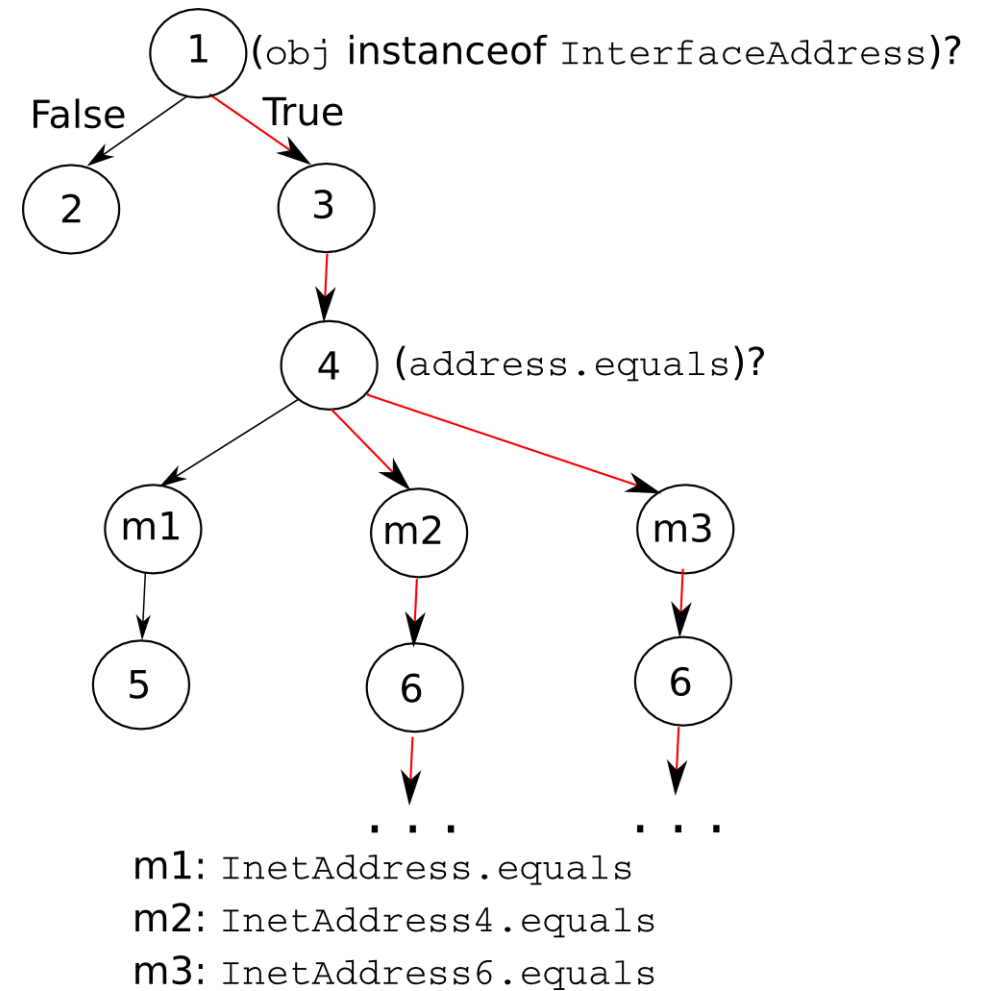 1 (obj instanceof InterfaceAddress)?
False True
2 3
4 (address.equals)?
m1 m2 m3
5 6 6
. . . . . .
m1: InetAddress.equals
m2: InetAddress4.equals
m3: InetAddress6.equals